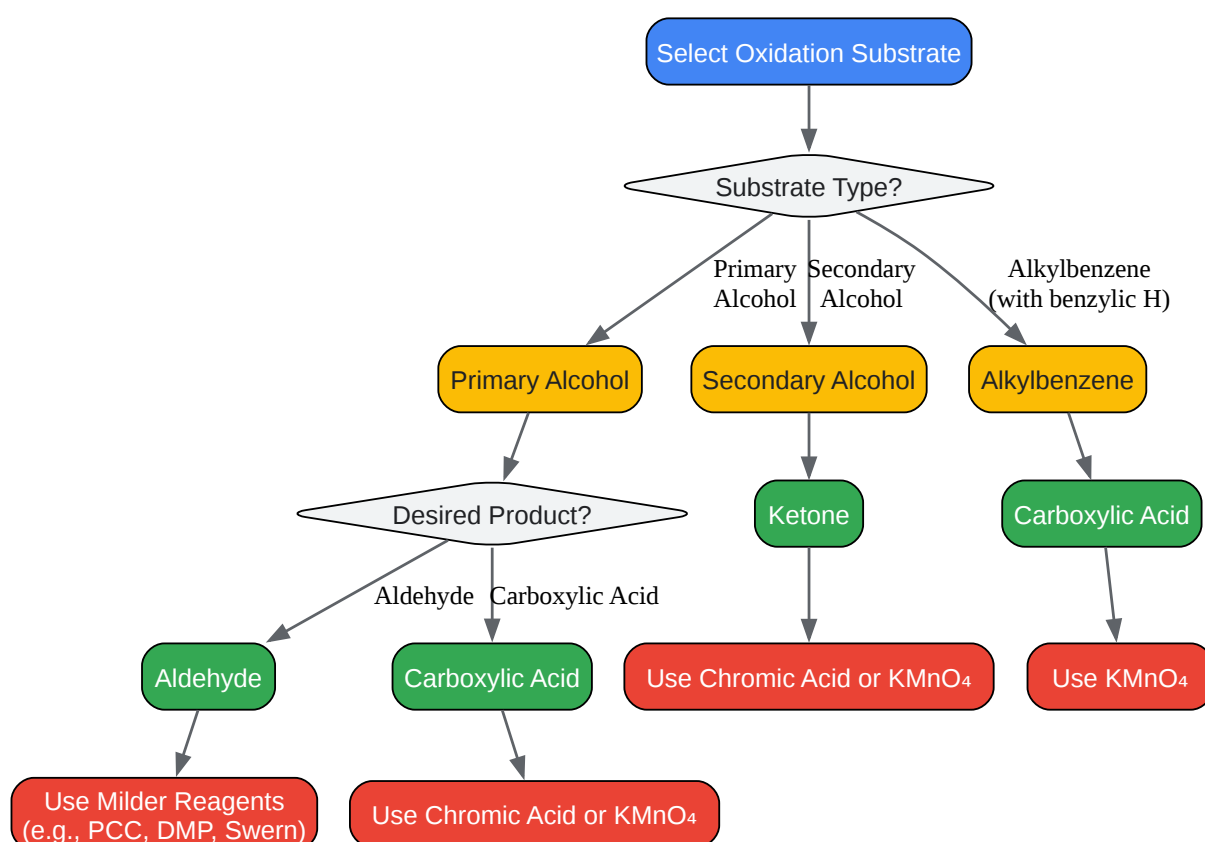 Select Oxidation Substrate
Substrate Type?
Primary
Alcohol
Secondary
Alcohol
Alkylbenzene
(with benzylic H)
Primary Alcohol
Secondary Alcohol
Alkylbenzene
Desired Product?
Ketone
Carboxylic Acid
Aldehyde
Carboxylic Acid
Aldehyde
Carboxylic Acid
Use Chromic Acid or KMnO₄
Use KMnO₄
Use Milder Reagents
(e.g., PCC, DMP, Swern)
Use Chromic Acid or KMnO₄